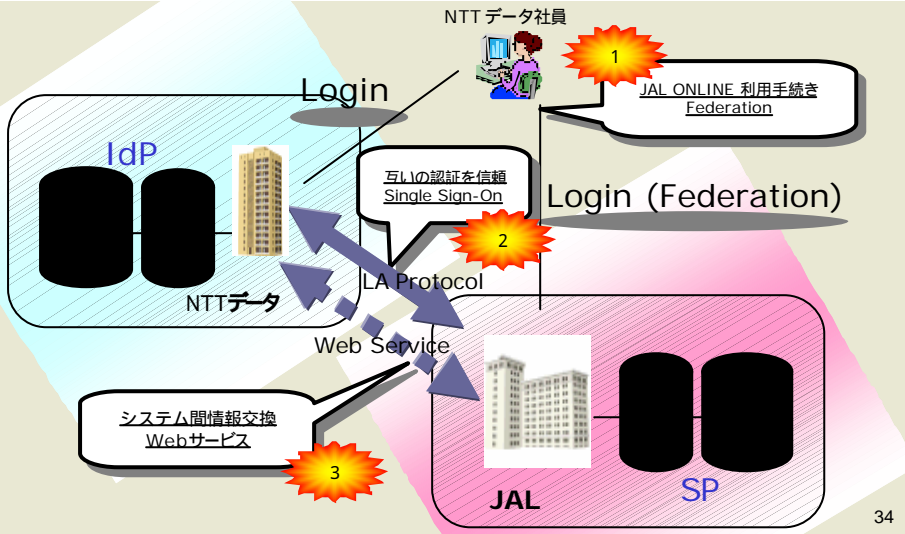 NTTデータ社員
1
JAL ONLINE 利用手続き
Federation
Login
IdP
互いの認証を信頼
Single Sign-On
2
Login (Federation)
LA Protocol
NTTデータ
Web Service
システム間情報交換
Webサービス
3
JAL
SP
34